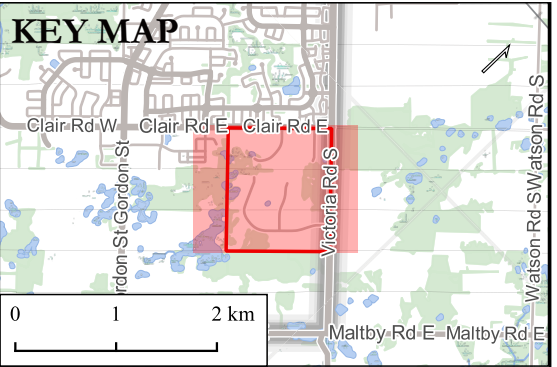 KEY MAP
Clair Rd W
Clair Rd E
Clair Rd E
Gordon St
ordon St
Victoria Rd S
Watson Rd S
Watson Rd S
Maltby Rd E
Maltby Rd E
0 1 2 km